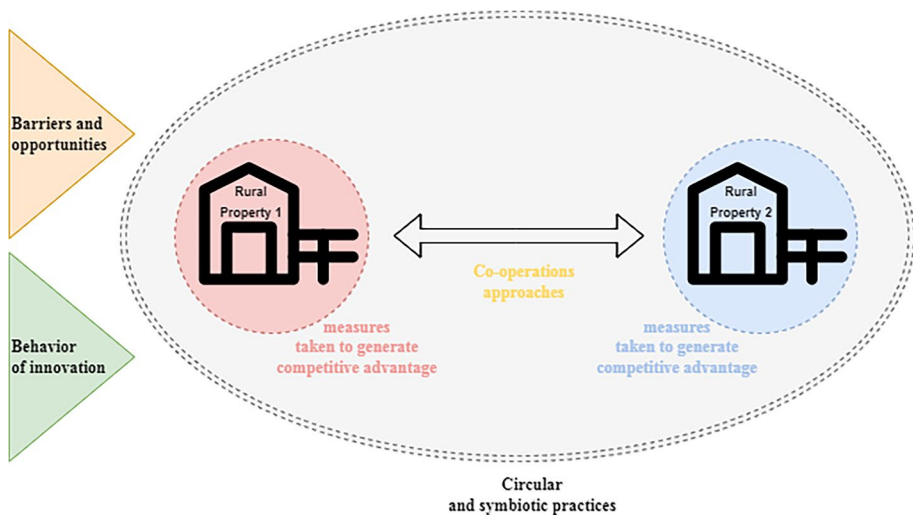 Barriers and
opportunities
Rural
Property 1
Rural
Property 2
Co-operations
approaches
measures
taken to generate
competitive advantage
measures
taken to generate
competitive advantage
Behavior
of innovation
Circular
and symbiotic practices